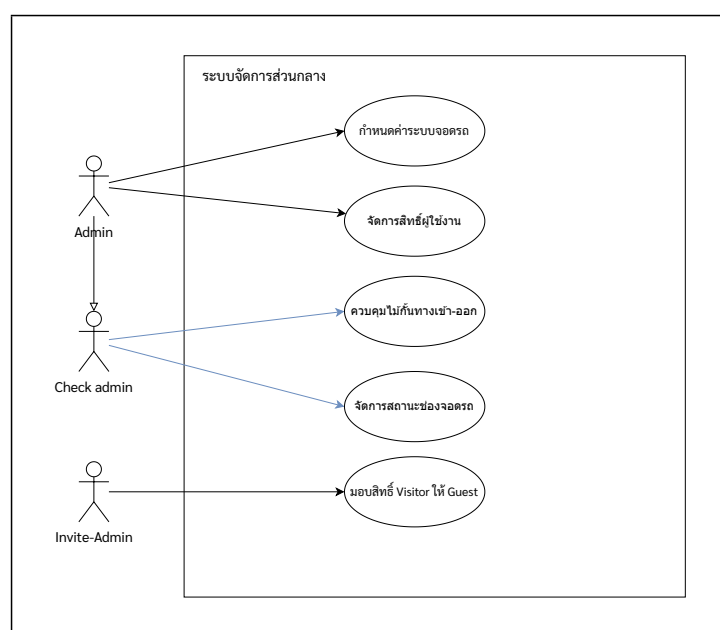 ระบบจัดการส่วนกลาง
กำหนดค่าระบบจอดรถ
จัดการสิทธิ์ผู้ใช้งาน
Admin
ควบคุมไม้กั้นทางเข้า-ออก
Check admin
จัดการสถานะช่องจอดรถ
มอบสิทธิ์ Visitor ให้ Guest
Invite-Admin